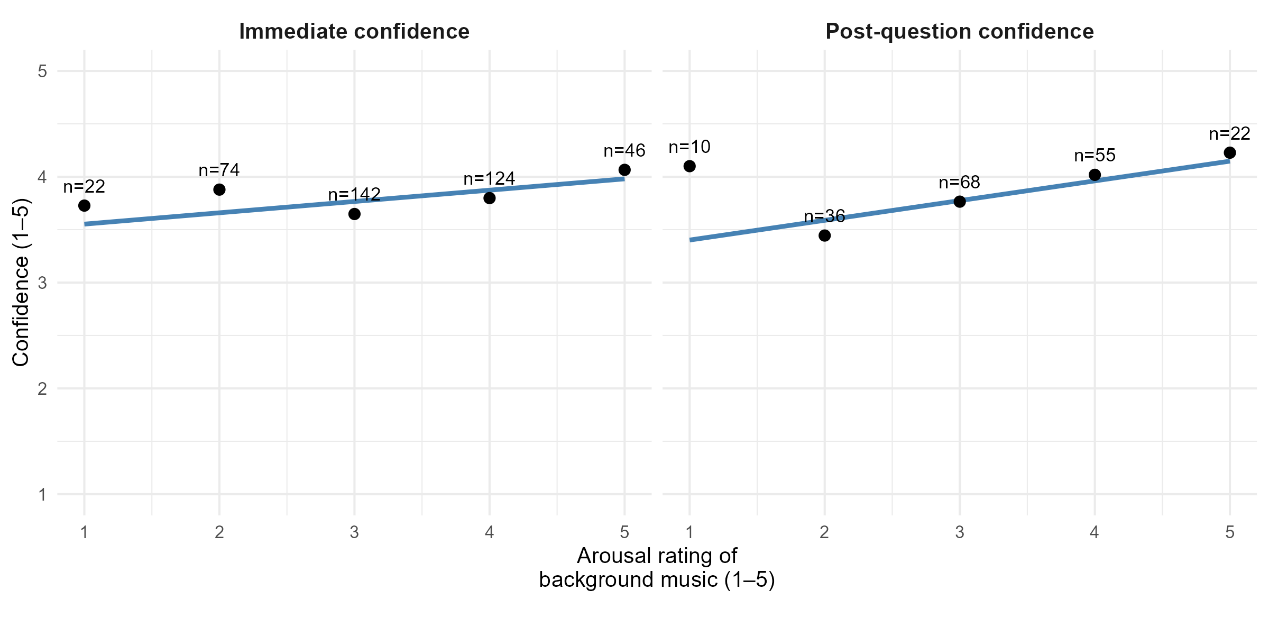 Immediate confidence
Post-question confidence
Confidence (1–5)
5
4
3
2
1
n=22
n=74
n=142
n=124
n=46
n=10
n=36
n=68
n=55
n=22
1 2 3 4 5
1 2 3 4 5
Arousal rating of
background music (1–5)